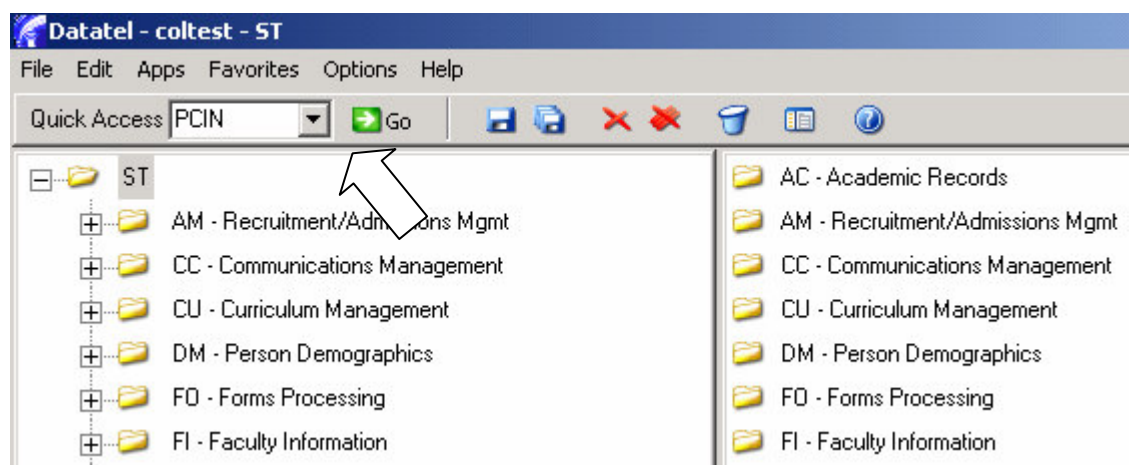 Datatel - coltest - ST
File Edit Apps Favorites Options Help
Quick Access PCIN Go
ST
AM - Recruitment/Admissions Mgmt
CC - Communications Management
CU - Curriculum Management
DM - Person Demographics
FO - Forms Processing
FI - Faculty Information
AC - Academic Records
AM - Recruitment/Admissions Mgmt
CC - Communications Management
CU - Curriculum Management
DM - Person Demographics
FO - Forms Processing
FI - Faculty Information